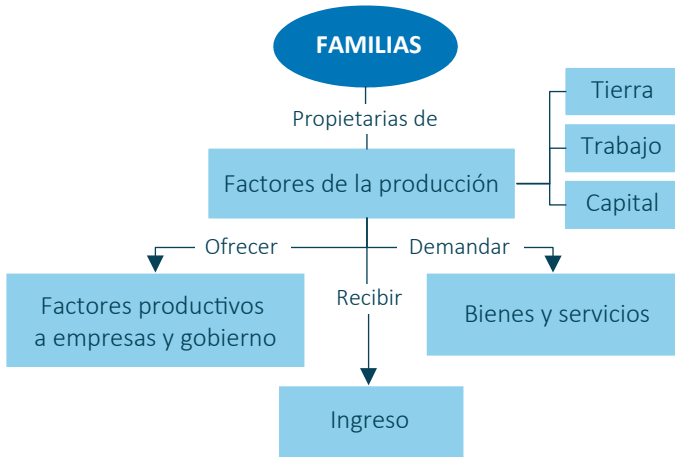 FAMILIAS
Propietarias de
Factores de la producción
Tierra
Trabajo
Capital
Ofrecer
Recibir
Demandar
Factores productivos
a empresas y gobierno
Ingreso
Bienes y servicios